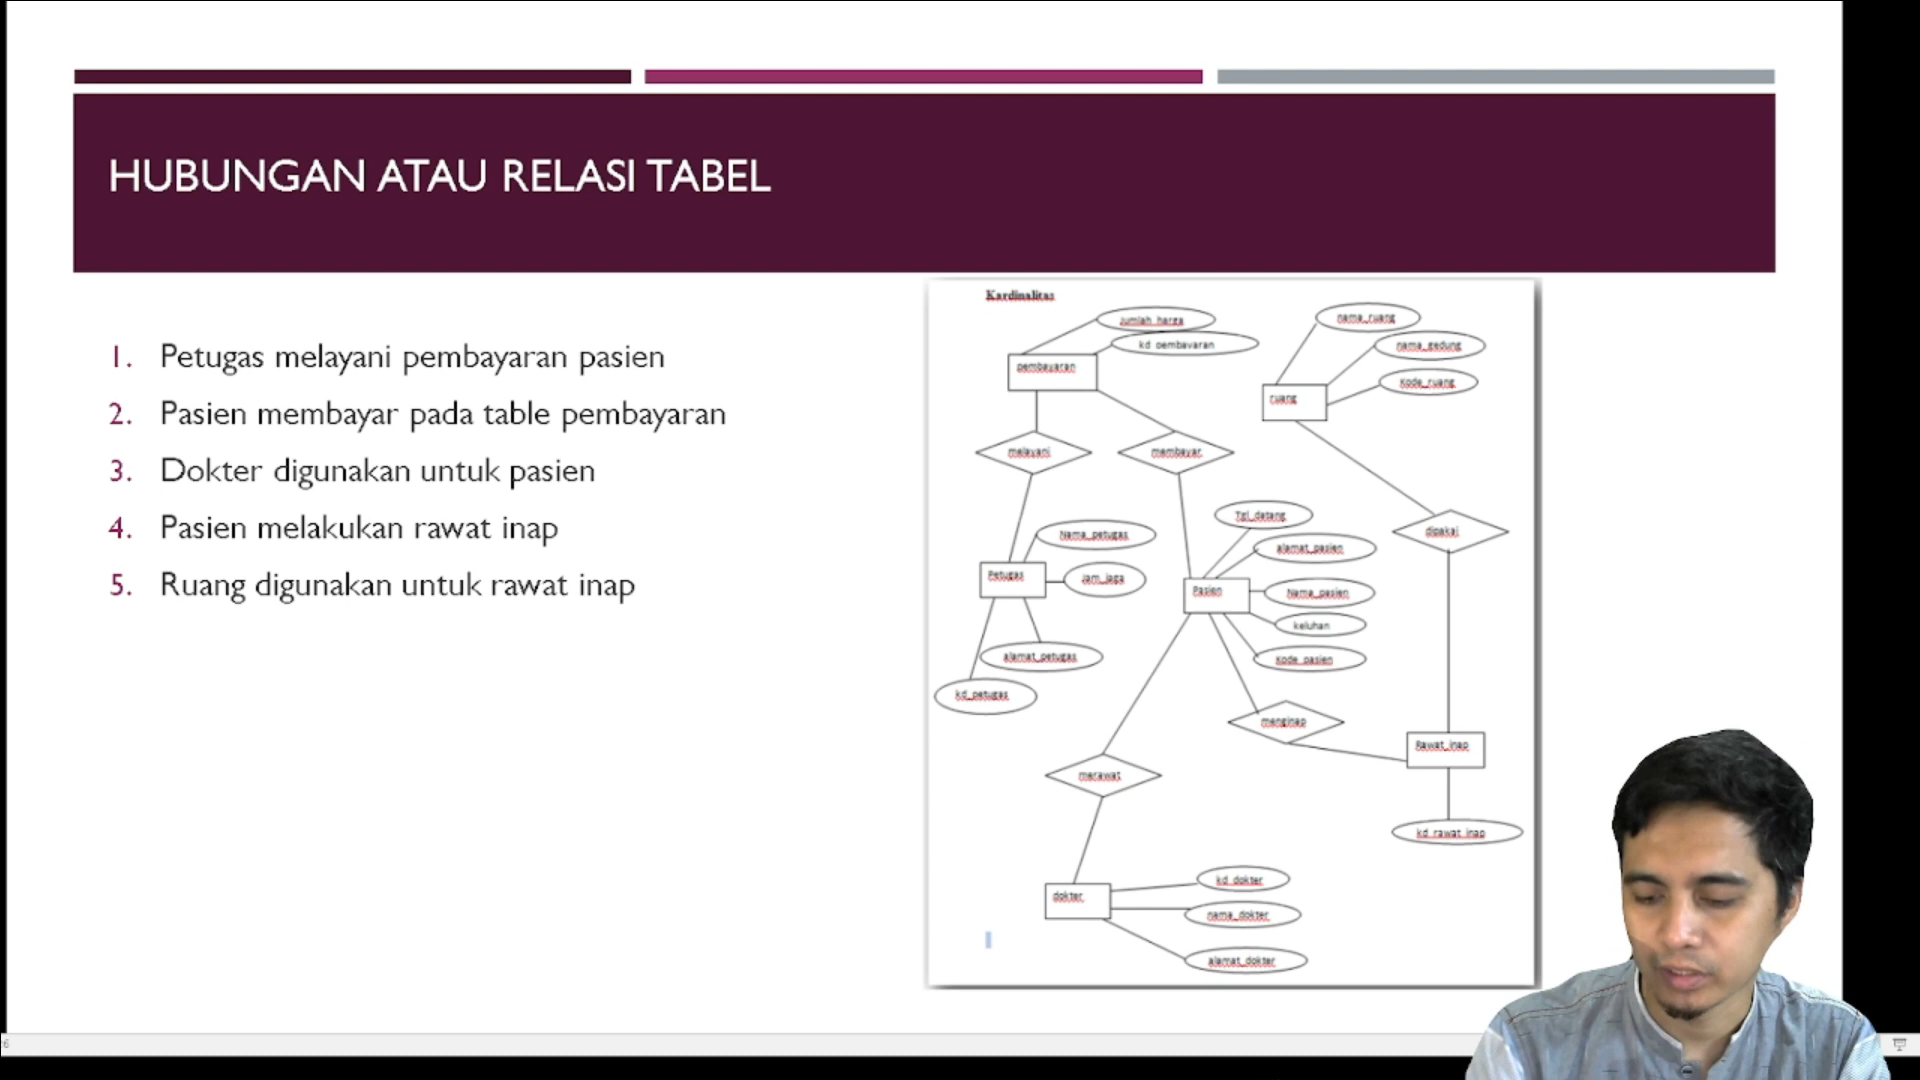 HUBUNGAN ATAU RELASI TABEL
1. Petugas melayani pembayaran pasien
2. Pasien membayar pada table pembayaran
3. Dokter digunakan untuk pasien
4. Pasien melakukan rawat inap
5. Ruang digunakan untuk rawat inap
Kardinalitas
Jumlah_harga
kd_pembayaran
pembayaran
nama_ruang
nama_gedung
Kode_ruang
ruang
melayani
membayar
dipakai
Tgl_datang
alamat_pasien
Nama_pasien
keluhan
Kode_pasien
Pasien
Nama_petugas
Jam_jaga
Petugas
alamat_petugas
kd_petugas
menginap
Rawat_inap
kd_rawat_inap
merawat
dokter
kd_dokter
nama_dokter
alamat_dokter